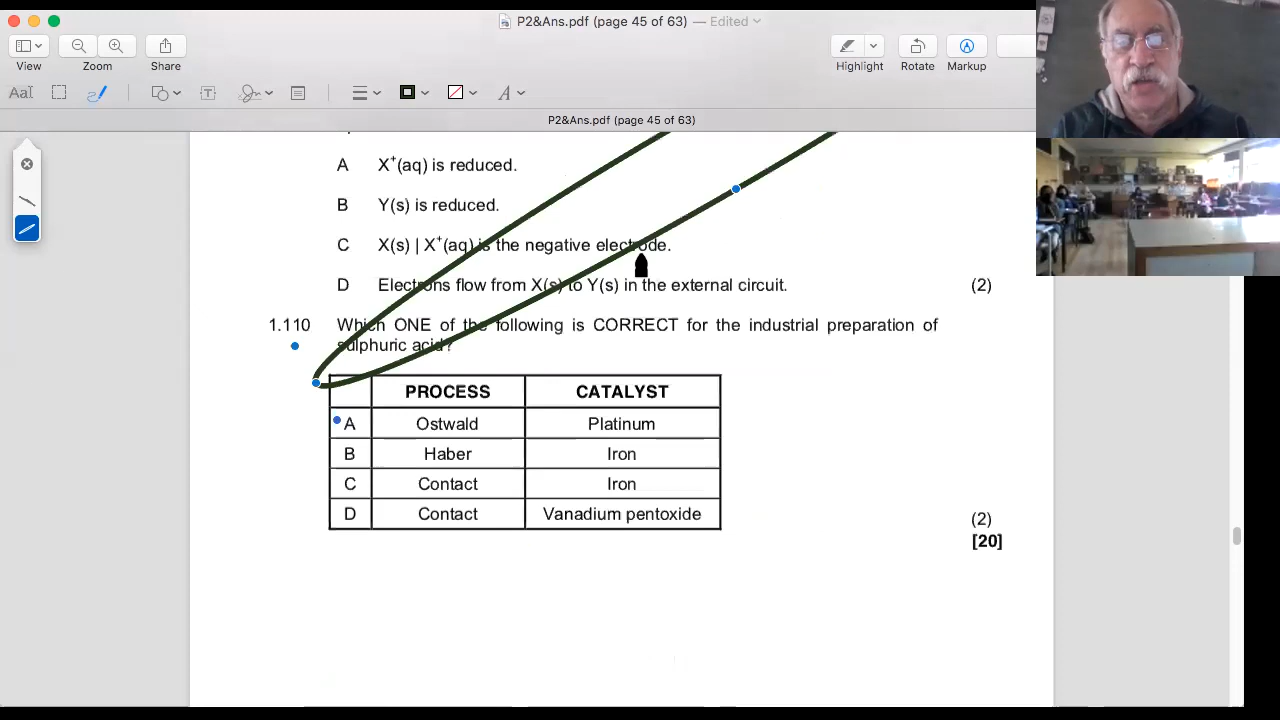 P2&Ans.pdf (page 45 of 63) — Edited
View Zoom Share Highlight Rotate Markup
AaI A
P2&Ans.pdf (page 45 of 63)
A X⁺(aq) is reduced.
B Y(s) is reduced.
C X(s) | X⁺(aq) is the negative electrode.
D Electrons flow from X(s) to Y(s) in the external circuit. (2)
1.110 Which ONE of the following is CORRECT for the industrial preparation of
sulphuric acid?
PROCESS CATALYST
A Ostwald Platinum
B Haber Iron
C Contact Iron
D Contact Vanadium pentoxide
(2)
[20]